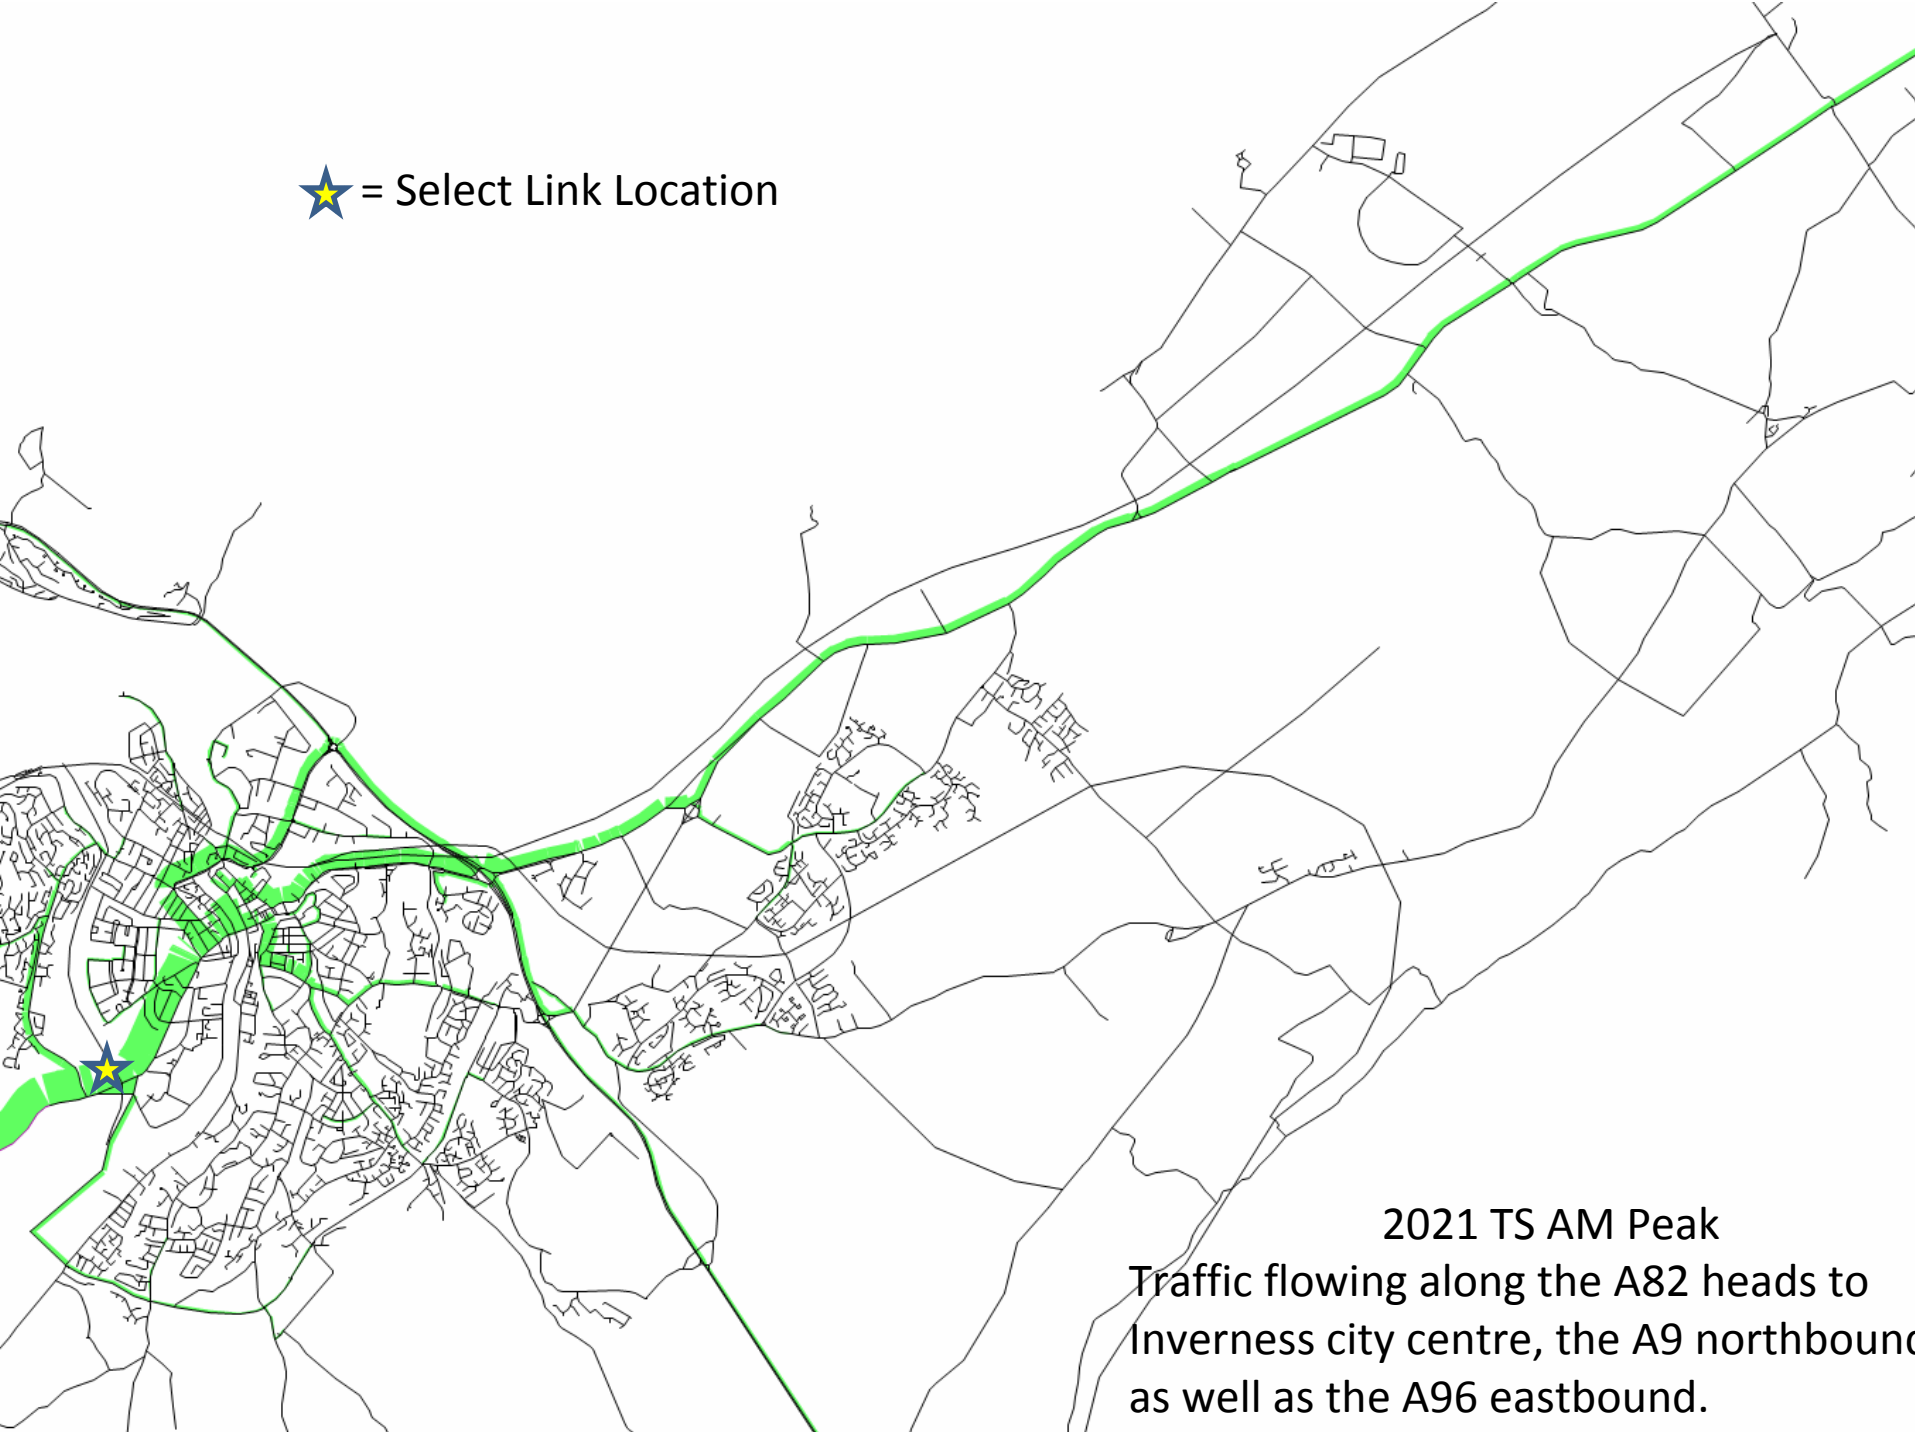 = Select Link Location
2021 TS AM Peak
Traffic flowing along the A82 heads to
Inverness city centre, the A9 northbound
as well as the A96 eastbound.